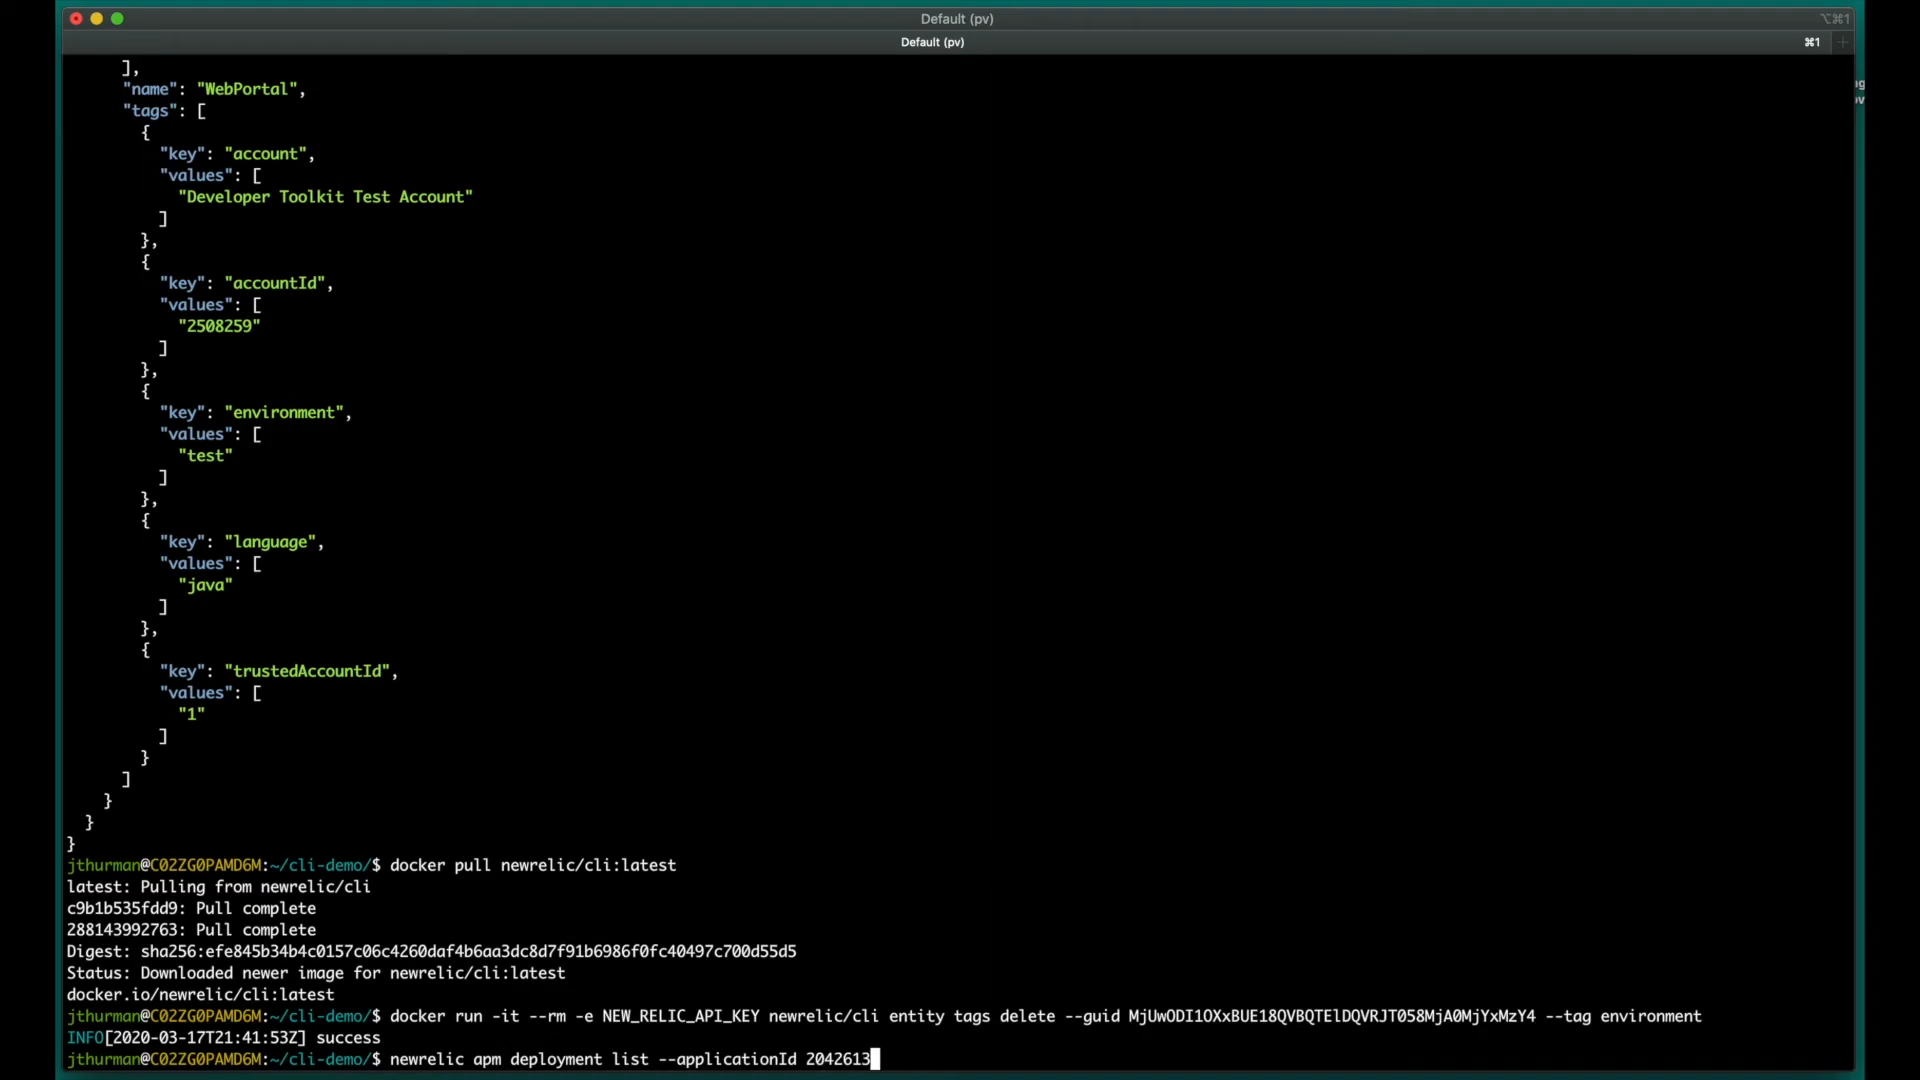 Default (pv)
⌥⌘1
Default (pv)
⌘1
],
"name": "WebPortal",
"tags": [
{
"key": "account",
"values": [
"Developer Toolkit Test Account"
]
},
{
"key": "accountId",
"values": [
"2508259"
]
},
{
"key": "environment",
"values": [
"test"
]
},
{
"key": "language",
"values": [
"java"
]
},
{
"key": "trustedAccountId",
"values": [
"1"
]
}
]
}
}
}
jthurman@C02ZG0PAMD6M:~/cli-demo/$ docker pull newrelic/cli:latest
latest: Pulling from newrelic/cli
c9b1b535fdd9: Pull complete
288143992763: Pull complete
Digest: sha256:efe845b34b4c0157c06c4260daf4b6aa3dc8d7f91b6986f0fc40497c700d55d5
Status: Downloaded newer image for newrelic/cli:latest
docker.io/newrelic/cli:latest
jthurman@C02ZG0PAMD6M:~/cli-demo/$ docker run -it --rm -e NEW_RELIC_API_KEY newrelic/cli entity tags delete --guid MjUwODI1OXxBUE18QVBQTElDQVRJT058MjA0MjYxMzY4 --tag environment
INFO[2020-03-17T21:41:53Z] success
jthurman@C02ZG0PAMD6M:~/cli-demo/$ newrelic apm deployment list --applicationId 2042613